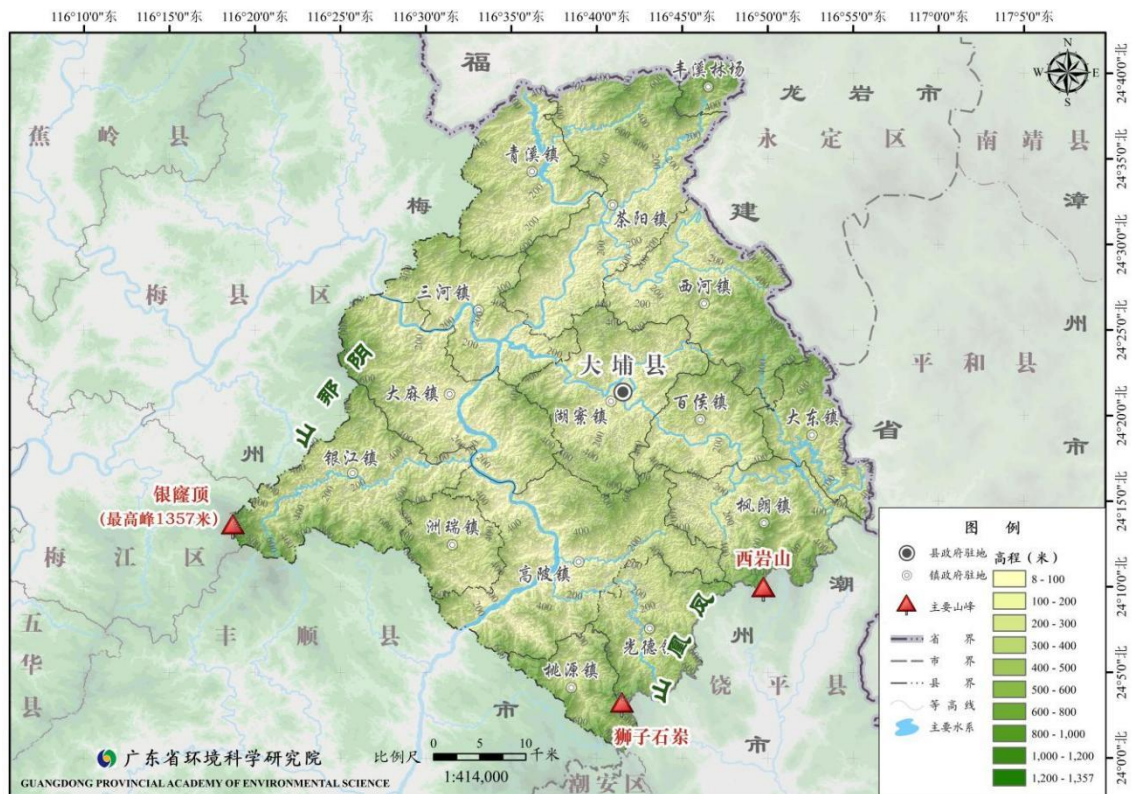 116°10'0"东 116°15'0"东 116°20'0"东 116°25'0"东 116°30'0"东 116°35'0"东 116°40'0"东 116°45'0"东 116°50'0"东 116°55'0"东 117°0'0"东 117°5'0"东
24°40'0"北
24°35'0"北
24°30'0"北
24°25'0"北
24°20'0"北
24°15'0"北
24°10'0"北
24°5'0"北
24°0'0"北
N
W E
S
福
建
省
龙岩市
永定区
南靖县
漳州市
平和县
蕉岭县
梅县区
梅
州
市
梅江区
五华县
丰顺县
潮安区
潮
州
市
饶平县
丰溪林场
青溪镇
茶阳镇
西河镇
三河镇
大埔县
大麻镇
湖寮镇
百侯镇
大东镇
银江镇
枫朗镇
洲瑞镇
高陂镇
光德镇
桃源镇
阴那山
凤凰山
银窿顶
(最高峰1357米)
西岩山
狮子石岽
图 例
县政府驻地
镇政府驻地
主要山峰
省 界
市 界
县 界
等高线
主要水系
高程(米)
8 - 100
100 - 200
200 - 300
300 - 400
400 - 500
500 - 600
600 - 800
800 - 1,000
1,000 - 1,200
1,200 - 1,357
广东省环境科学研究院
GUANGDONG PROVINCIAL ACADEMY OF ENVIRONMENTAL SCIENCE
比例尺 0 5 10 千米
1:414,000